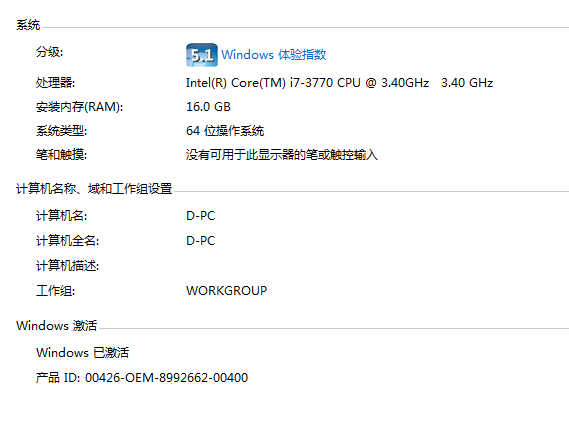 系统
分级: 5.1 Windows 体验指数
处理器: Intel(R) Core(TM) i7-3770 CPU @ 3.40GHz 3.40 GHz
安装内存(RAM): 16.0 GB
系统类型: 64 位操作系统
笔和触摸: 没有可用于此显示器的笔或触控输入
计算机名称、域和工作组设置
计算机名: D-PC
计算机全名: D-PC
计算机描述:
工作组: WORKGROUP
Windows 激活
Windows 已激活
产品 ID: 00426-OEM-8992662-00400